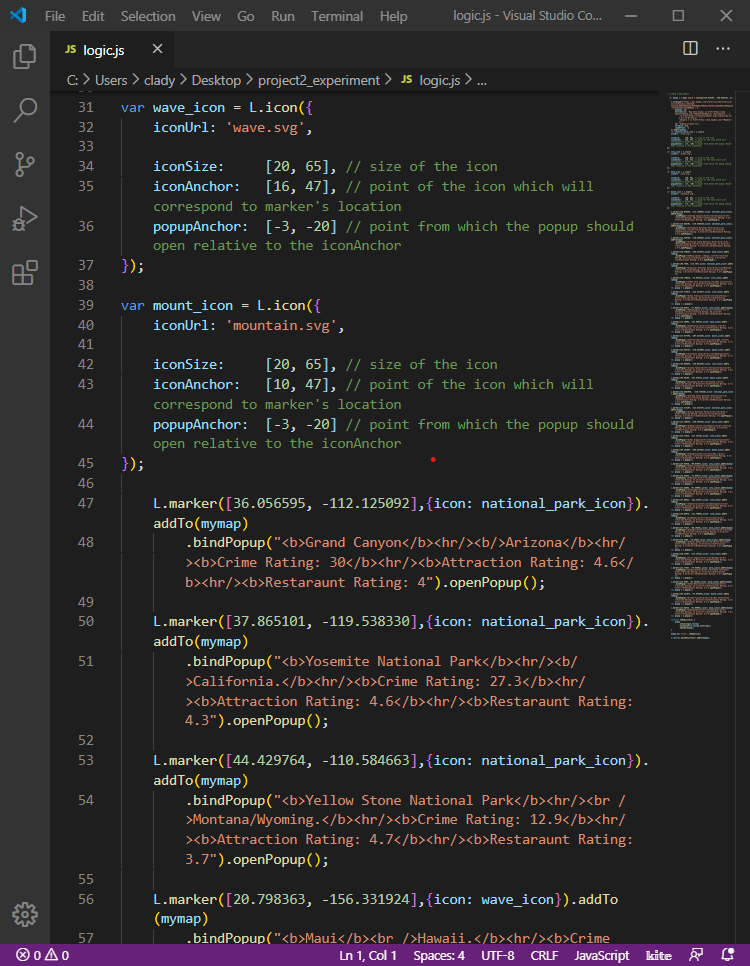 File Edit Selection View Go Run Terminal Help logic.js - Visual Studio Co...
JS logic.js
C: > Users > clady > Desktop > project2_experiment > JS logic.js > ...
31 var wave_icon = L.icon({
32 iconUrl: 'wave.svg',
33
34 iconSize: [20, 65], // size of the icon
35 iconAnchor: [16, 47], // point of the icon which will
correspond to marker's location
36 popupAnchor: [-3, -20] // point from which the popup should
open relative to the iconAnchor
37 });
38
39 var mount_icon = L.icon({
40 iconUrl: 'mountain.svg',
41
42 iconSize: [20, 65], // size of the icon
43 iconAnchor: [10, 47], // point of the icon which will
correspond to marker's location
44 popupAnchor: [-3, -20] // point from which the popup should
open relative to the iconAnchor
45 });
46
47 L.marker([36.056595, -112.125092],{icon: national_park_icon}).
addTo(mymap)
48 .bindPopup("<b>Grand Canyon</b><hr/><b/>Arizona</b><hr/
><b>Crime Rating: 30</b><hr/><b>Attraction Rating: 4.6</
b><hr/><b>Restaraunt Rating: 4").openPopup();
49
50 L.marker([37.865101, -119.538330],{icon: national_park_icon}).
addTo(mymap)
51 .bindPopup("<b>Yosemite National Park</b><hr/><b/
>California.</b><hr/><b>Crime Rating: 27.3</b><hr/
><b>Attraction Rating: 4.6</b><hr/><b>Restaraunt Rating:
4.3").openPopup();
52
53 L.marker([44.429764, -110.584663],{icon: national_park_icon}).
addTo(mymap)
54 .bindPopup("<b>Yellow Stone National Park</b><hr/><br /
>Montana/Wyoming.</b><hr/><b>Crime Rating: 12.9</b><hr/
><b>Attraction Rating: 4.7</b><hr/><b>Restaraunt Rating:
3.7").openPopup();
55
56 L.marker([20.798363, -156.331924],{icon: wave_icon}).addTo
(mymap)
57 .bindPopup("<b>Maui</b><br />Hawaii.</b><hr/><b>Crime
0 0 Ln 1, Col 1 Spaces: 4 UTF-8 CRLF JavaScript kite